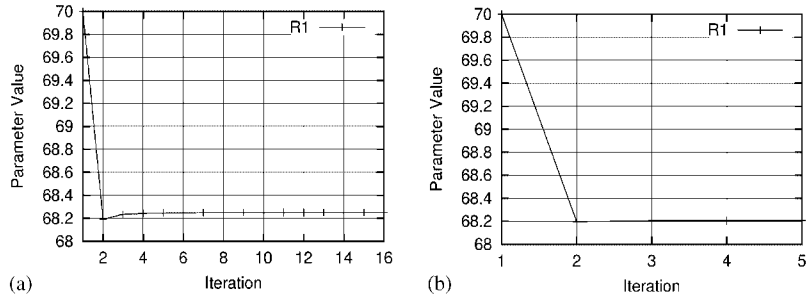 70
69.8
69.6
69.4
69.2
69
68.8
68.6
68.4
68.2
68
Parameter Value
R1
2 4 6 8 10 12 14 16
Iteration
(a)
70
69.8
69.6
69.4
69.2
69
68.8
68.6
68.4
68.2
68
Parameter Value
R1
1 2 3 4 5
Iteration
(b)